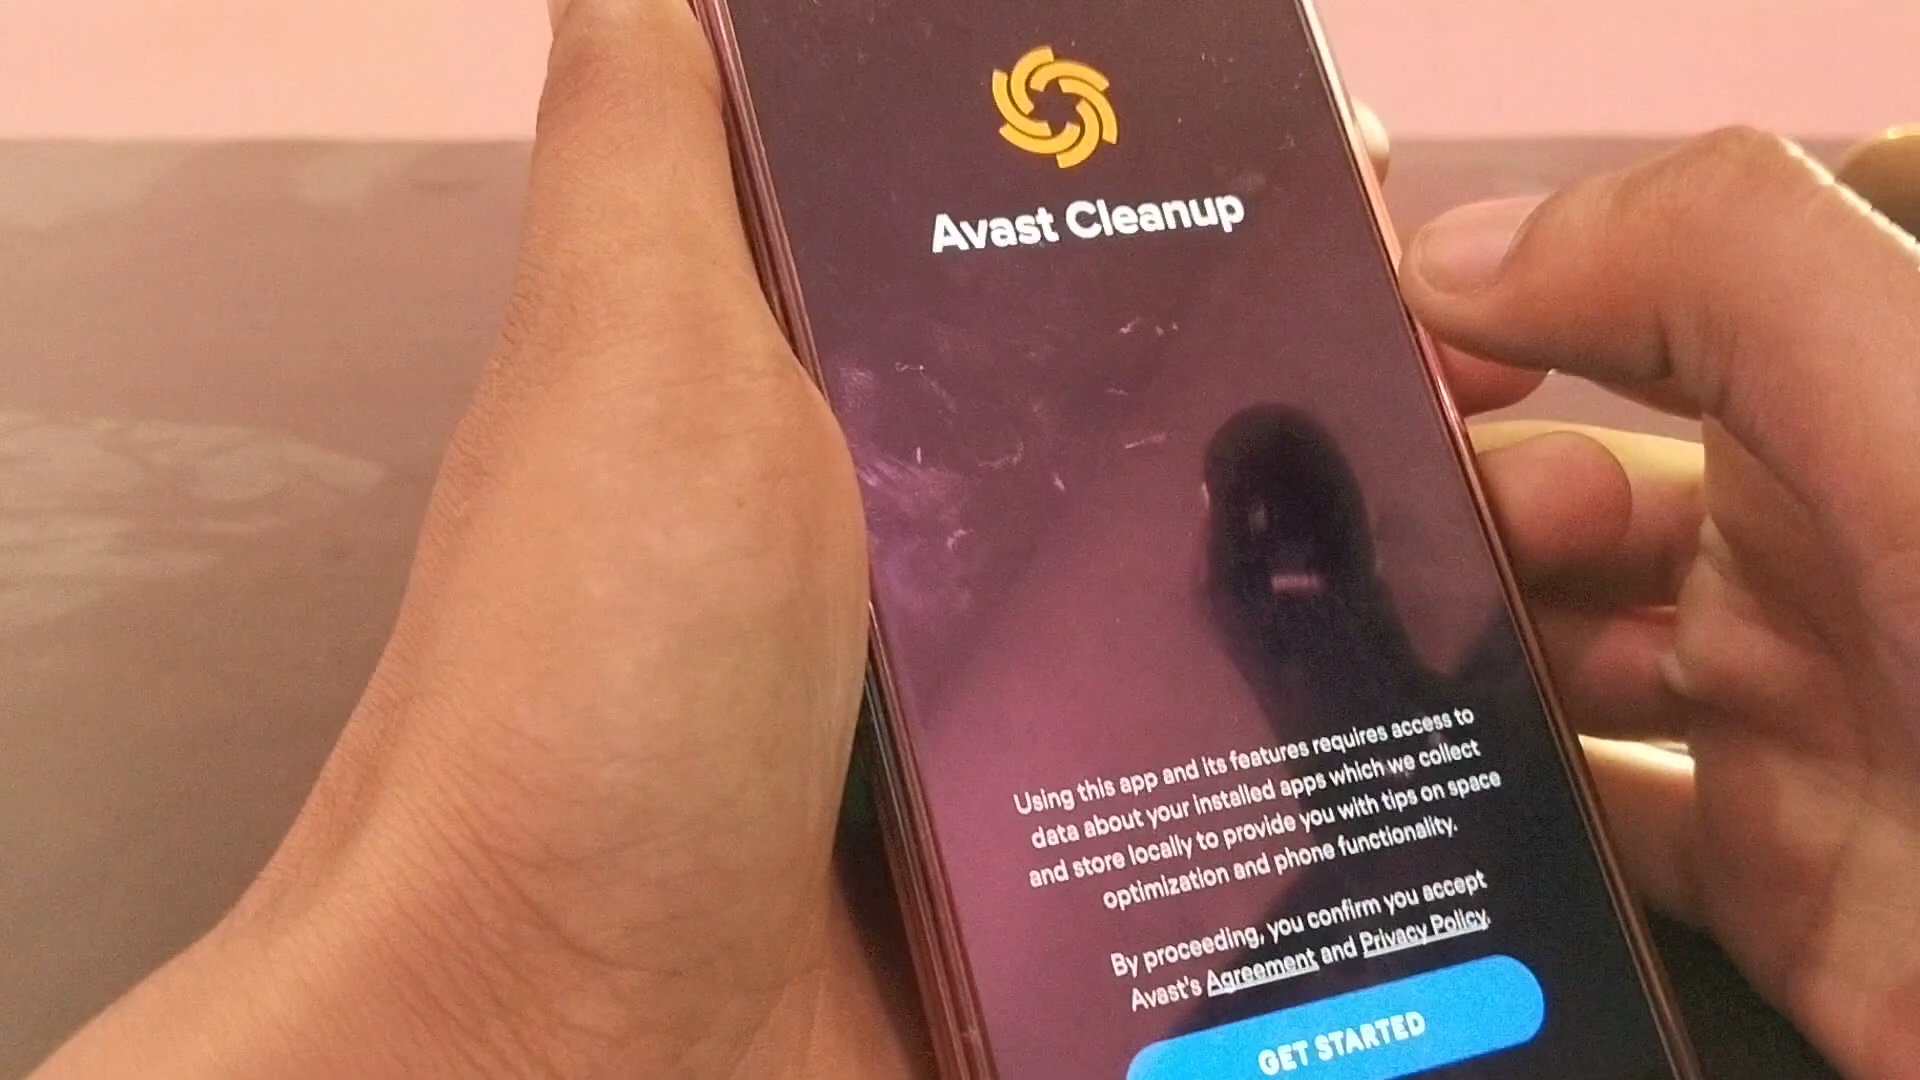 Avast Cleanup
Using this app and its features requires access to
data about your installed apps which we collect
and store locally to provide you with tips on space
optimization and phone functionality.
By proceeding, you confirm you accept
Avast's Agreement and Privacy Policy.
GET STARTED